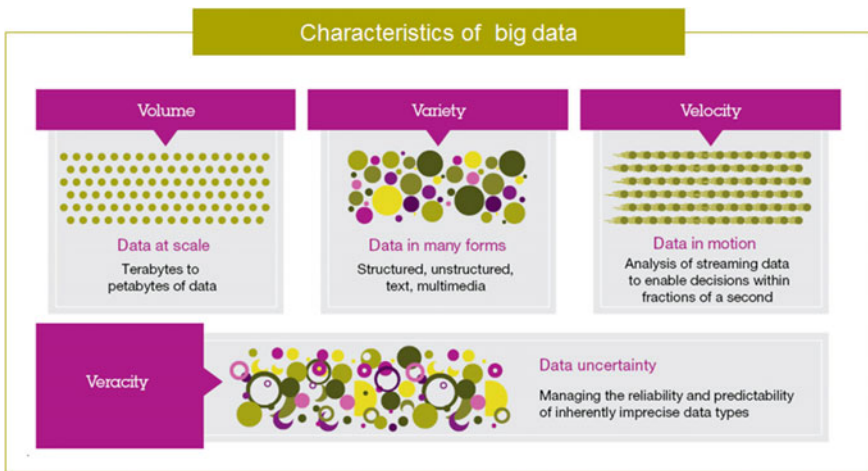 Characteristics of big data
Volume
Data at scale
Terabytes to
petabytes of data
Variety
Data in many forms
Structured, unstructured,
text, multimedia
Velocity
Data in motion
Analysis of streaming data
to enable decisions within
fractions of a second
Veracity
Data uncertainty
Managing the reliability and predictability
of inherently imprecise data types